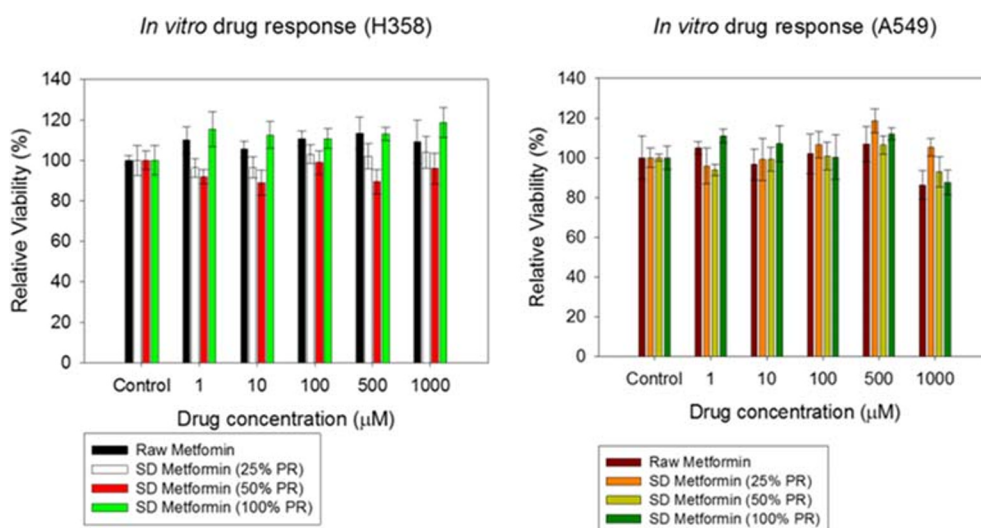 In vitro drug response (H358)
140
120
100
80
60
40
20
0
Relative Viability (%)
Control 1 10 100 500 1000
Drug concentration (μM)
Raw Metfomin
SD Metformin (25% PR)
SD Metformin (50% PR)
SD Metformin (100% PR)
In vitro drug response (A549)
140
120
100
80
60
40
20
0
Relative Viability (%)
Control 1 10 100 500 1000
Drug concentration (μM)
Raw Metformin
SD Metformin (25% PR)
SD Metformin (50% PR)
SD Metformin (100% PR)